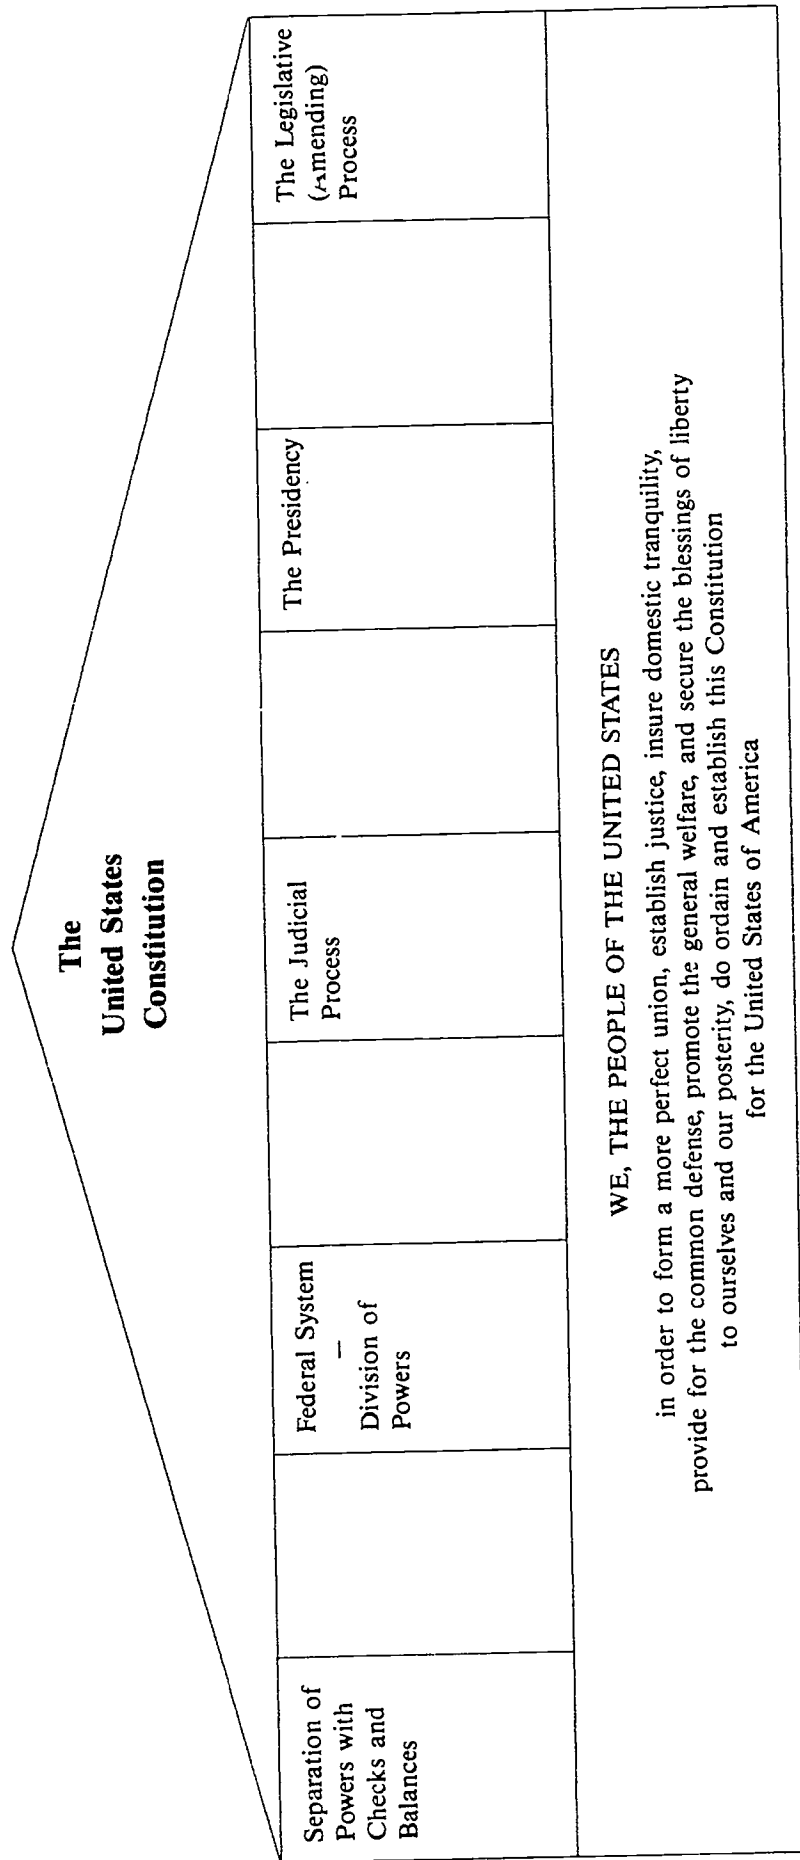 The
United States
Constitution
Separation of
Powers with
Checks and
Balances
Federal System
—
Division of
Powers
The Judicial
Process
The Presidency
The Legislative
(Amending)
Process
WE, THE PEOPLE OF THE UNITED STATES
in order to form a more perfect union, establish justice, insure domestic tranquility,
provide for the common defense, promote the general welfare, and secure the blessings of liberty
to ourselves and our posterity, do ordain and establish this Constitution
for the United States of America